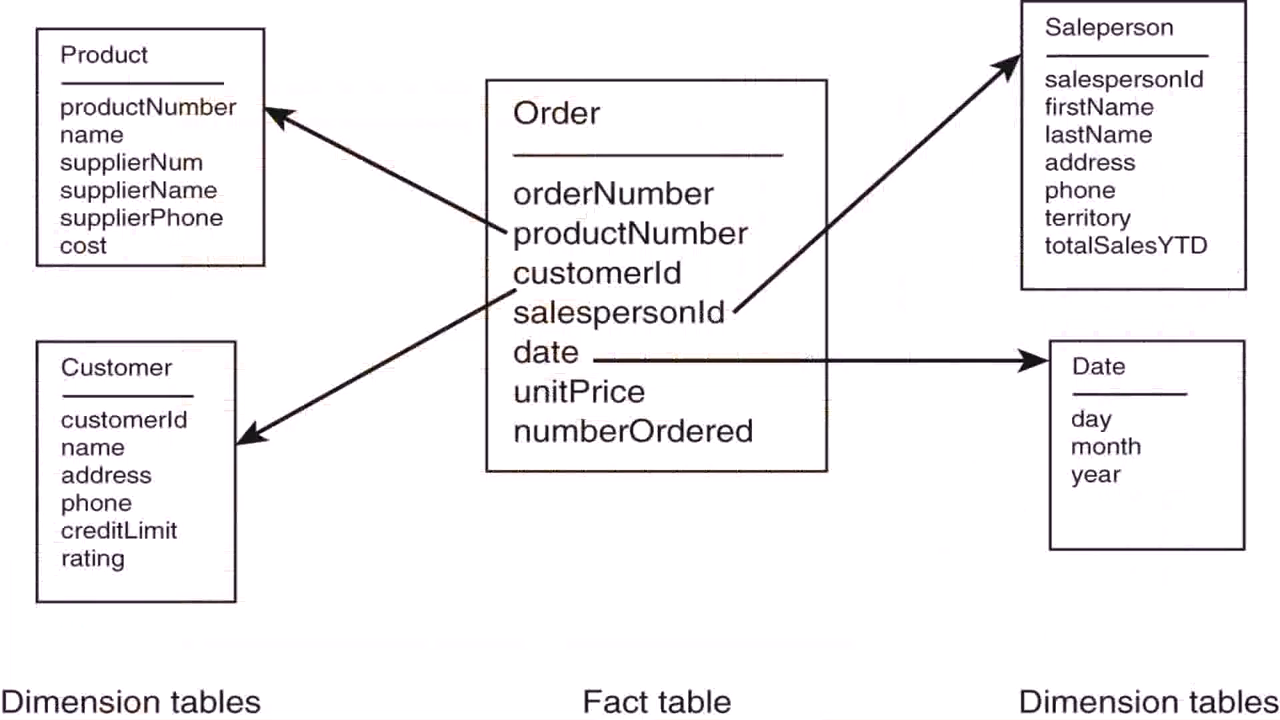 Product
productNumber
name
supplierNum
supplierName
supplierPhone
cost
Customer
customerId
name
address
phone
creditLimit
rating
Order
orderNumber
productNumber
customerId
salespersonId
date
unitPrice
numberOrdered
Saleperson
salespersonId
firstName
lastName
address
phone
territory
totalSalesYTD
Date
day
month
year
Dimension tables
Fact table
Dimension tables